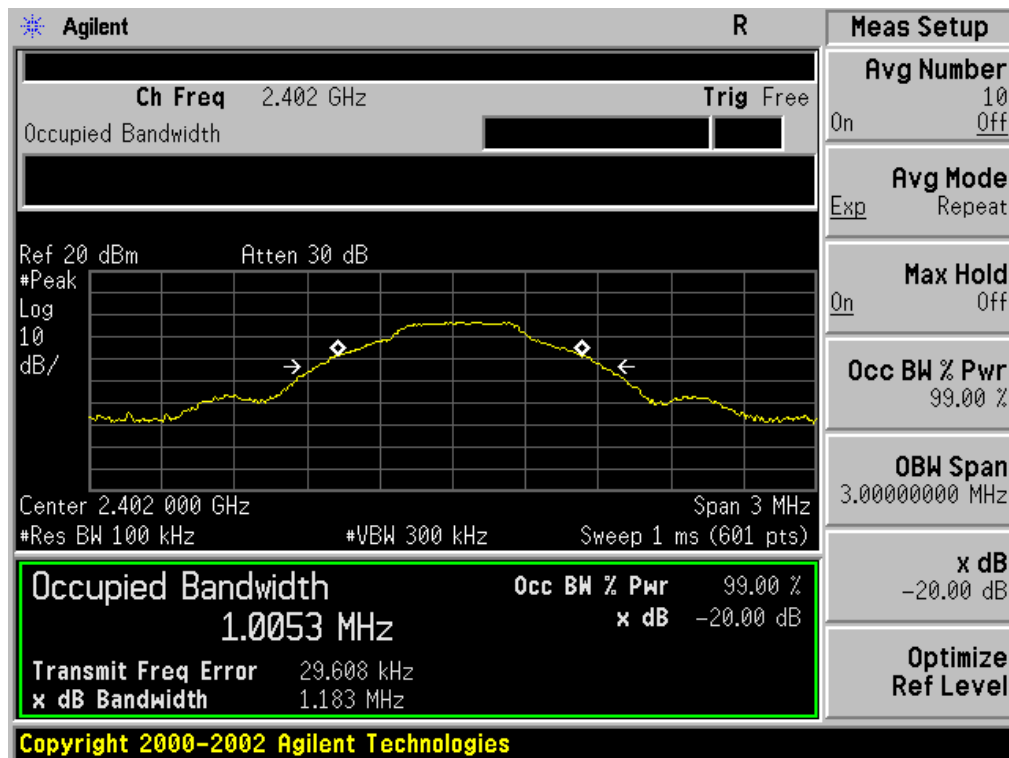 Agilent R
Ch Freq 2.402 GHz Trig Free
Occupied Bandwidth
Ref 20 dBm Atten 30 dB
#Peak
Log
10
dB/
Center 2.402 000 GHz Span 3 MHz
#Res BW 100 kHz #VBW 300 kHz Sweep 1 ms (601 pts)
Occupied Bandwidth Occ BW % Pwr 99.00 %
1.0053 MHz x dB -20.00 dB
Transmit Freq Error 29.608 kHz
x dB Bandwidth 1.183 MHz
Copyright 2000-2002 Agilent Technologies
Meas Setup
Avg Number
10
On Off
Avg Mode
Exp Repeat
Max Hold
On Off
Occ BW % Pwr
99.00 %
OBW Span
3.00000000 MHz
x dB
-20.00 dB
Optimize
Ref Level